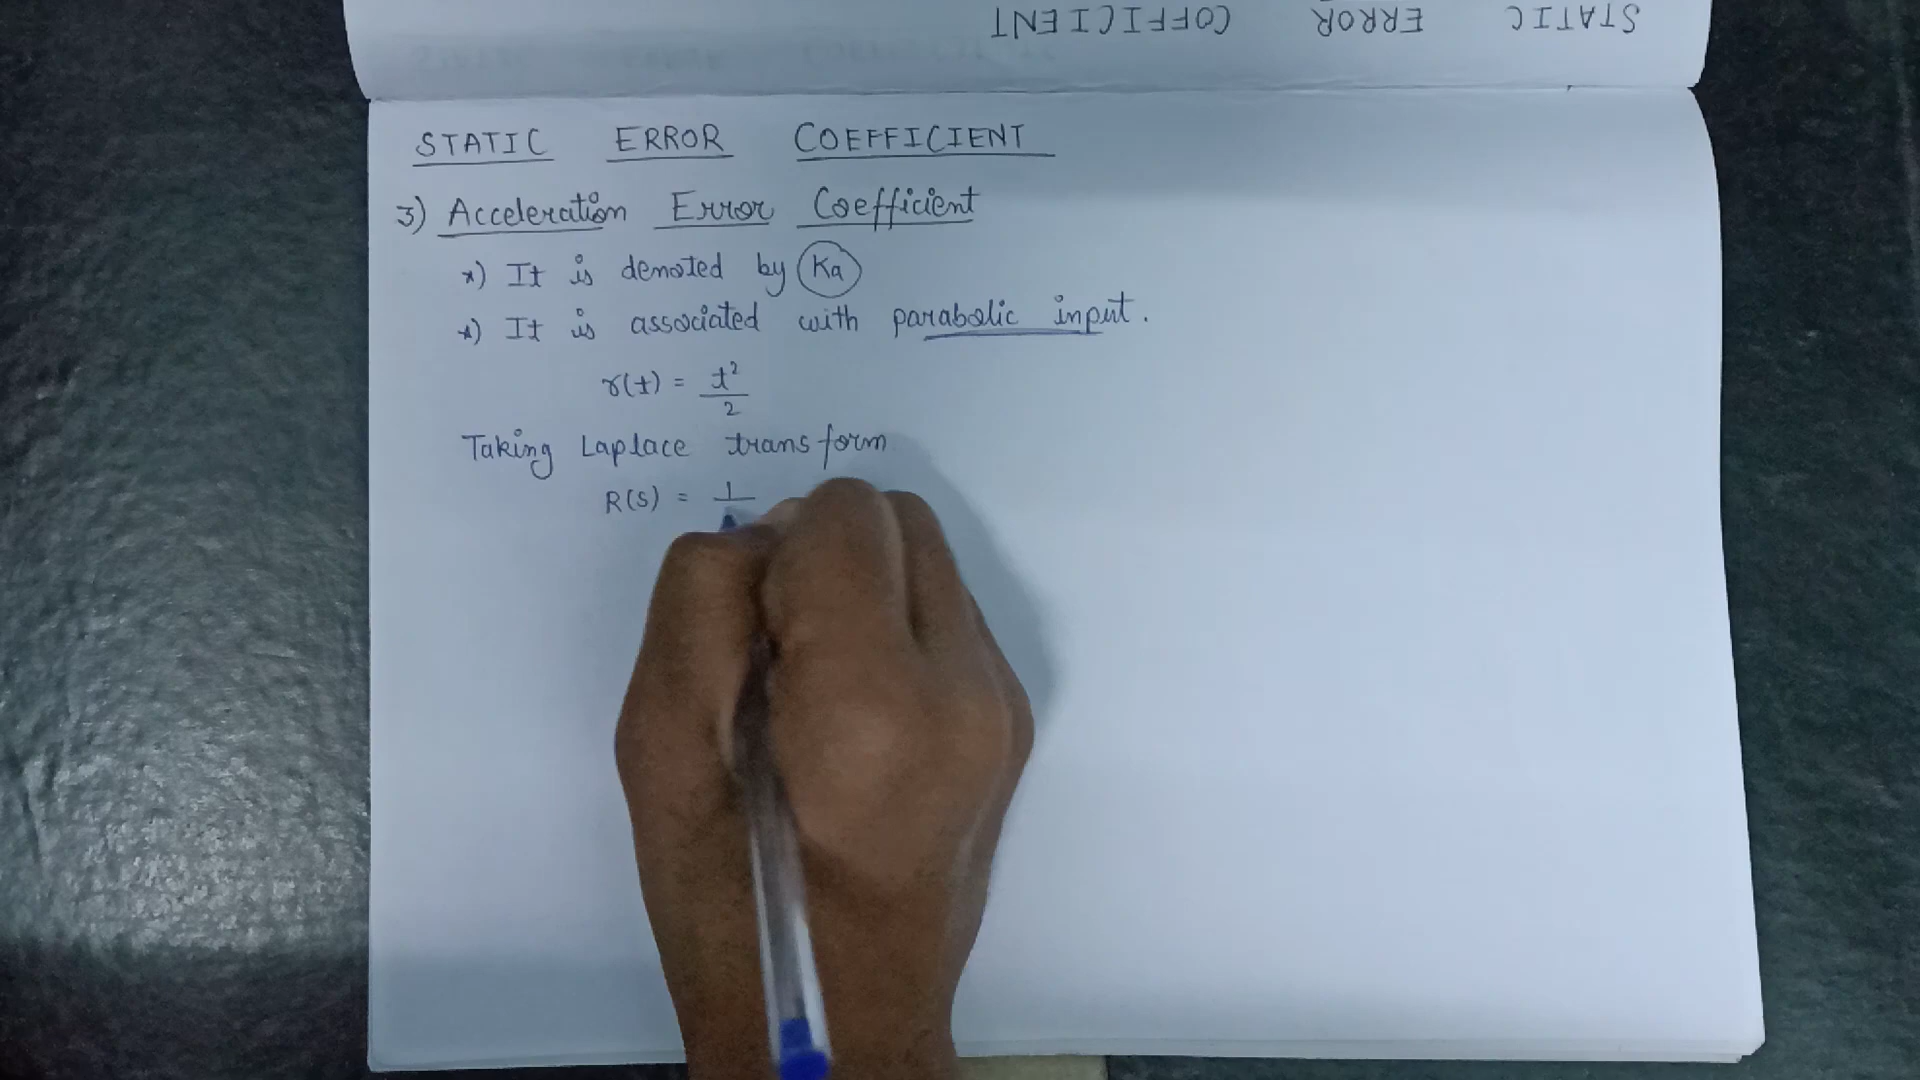 STATIC ERROR COFFICIENT
STATIC ERROR COEFFICIENT
3) Acceleration Error Coefficient
*) It is denoted by Ka
*) It is associated with parabolic input.
r(t) = t²/2
Taking Laplace transform
R(s) = 1